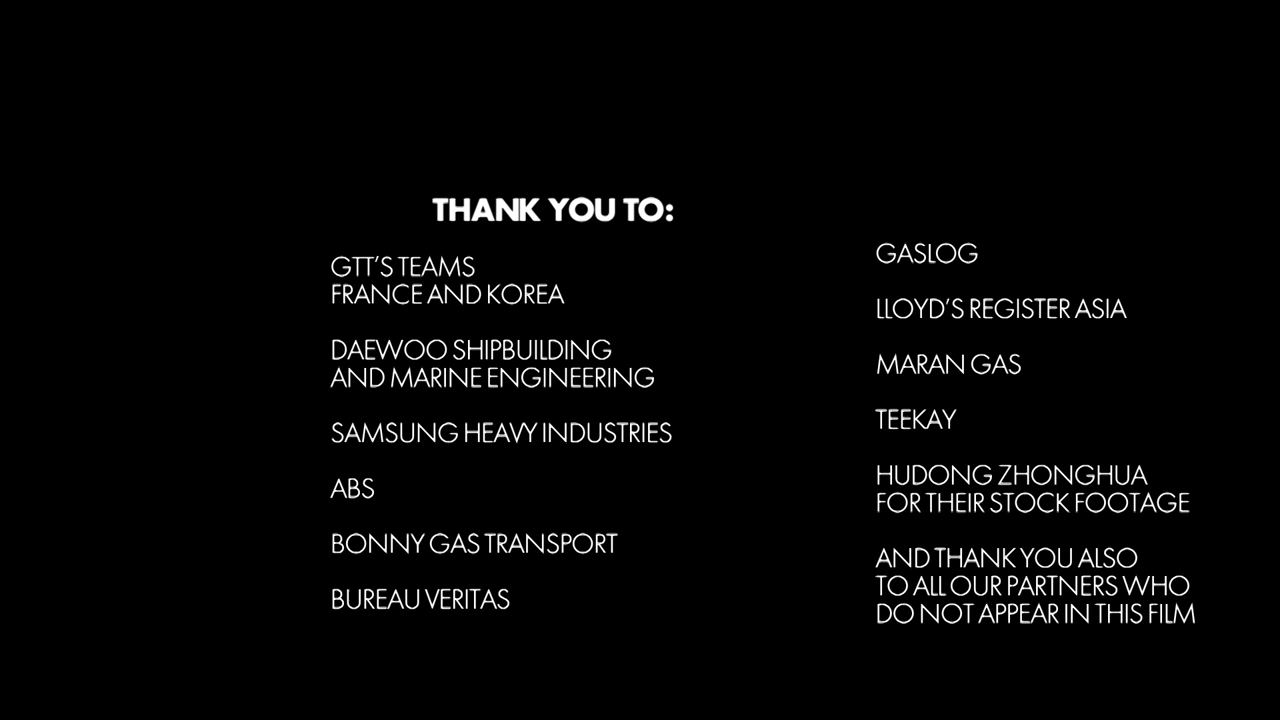 THANK YOU TO:
GTT'S TEAMS
FRANCE AND KOREA
DAEWOO SHIPBUILDING
AND MARINE ENGINEERING
SAMSUNG HEAVY INDUSTRIES
ABS
BONNY GAS TRANSPORT
BUREAU VERITAS
GASLOG
LLOYD'S REGISTER ASIA
MARAN GAS
TEEKAY
HUDONG ZHONGHUA
FOR THEIR STOCK FOOTAGE
AND THANK YOU ALSO
TO ALL OUR PARTNERS WHO
DO NOT APPEAR IN THIS FILM